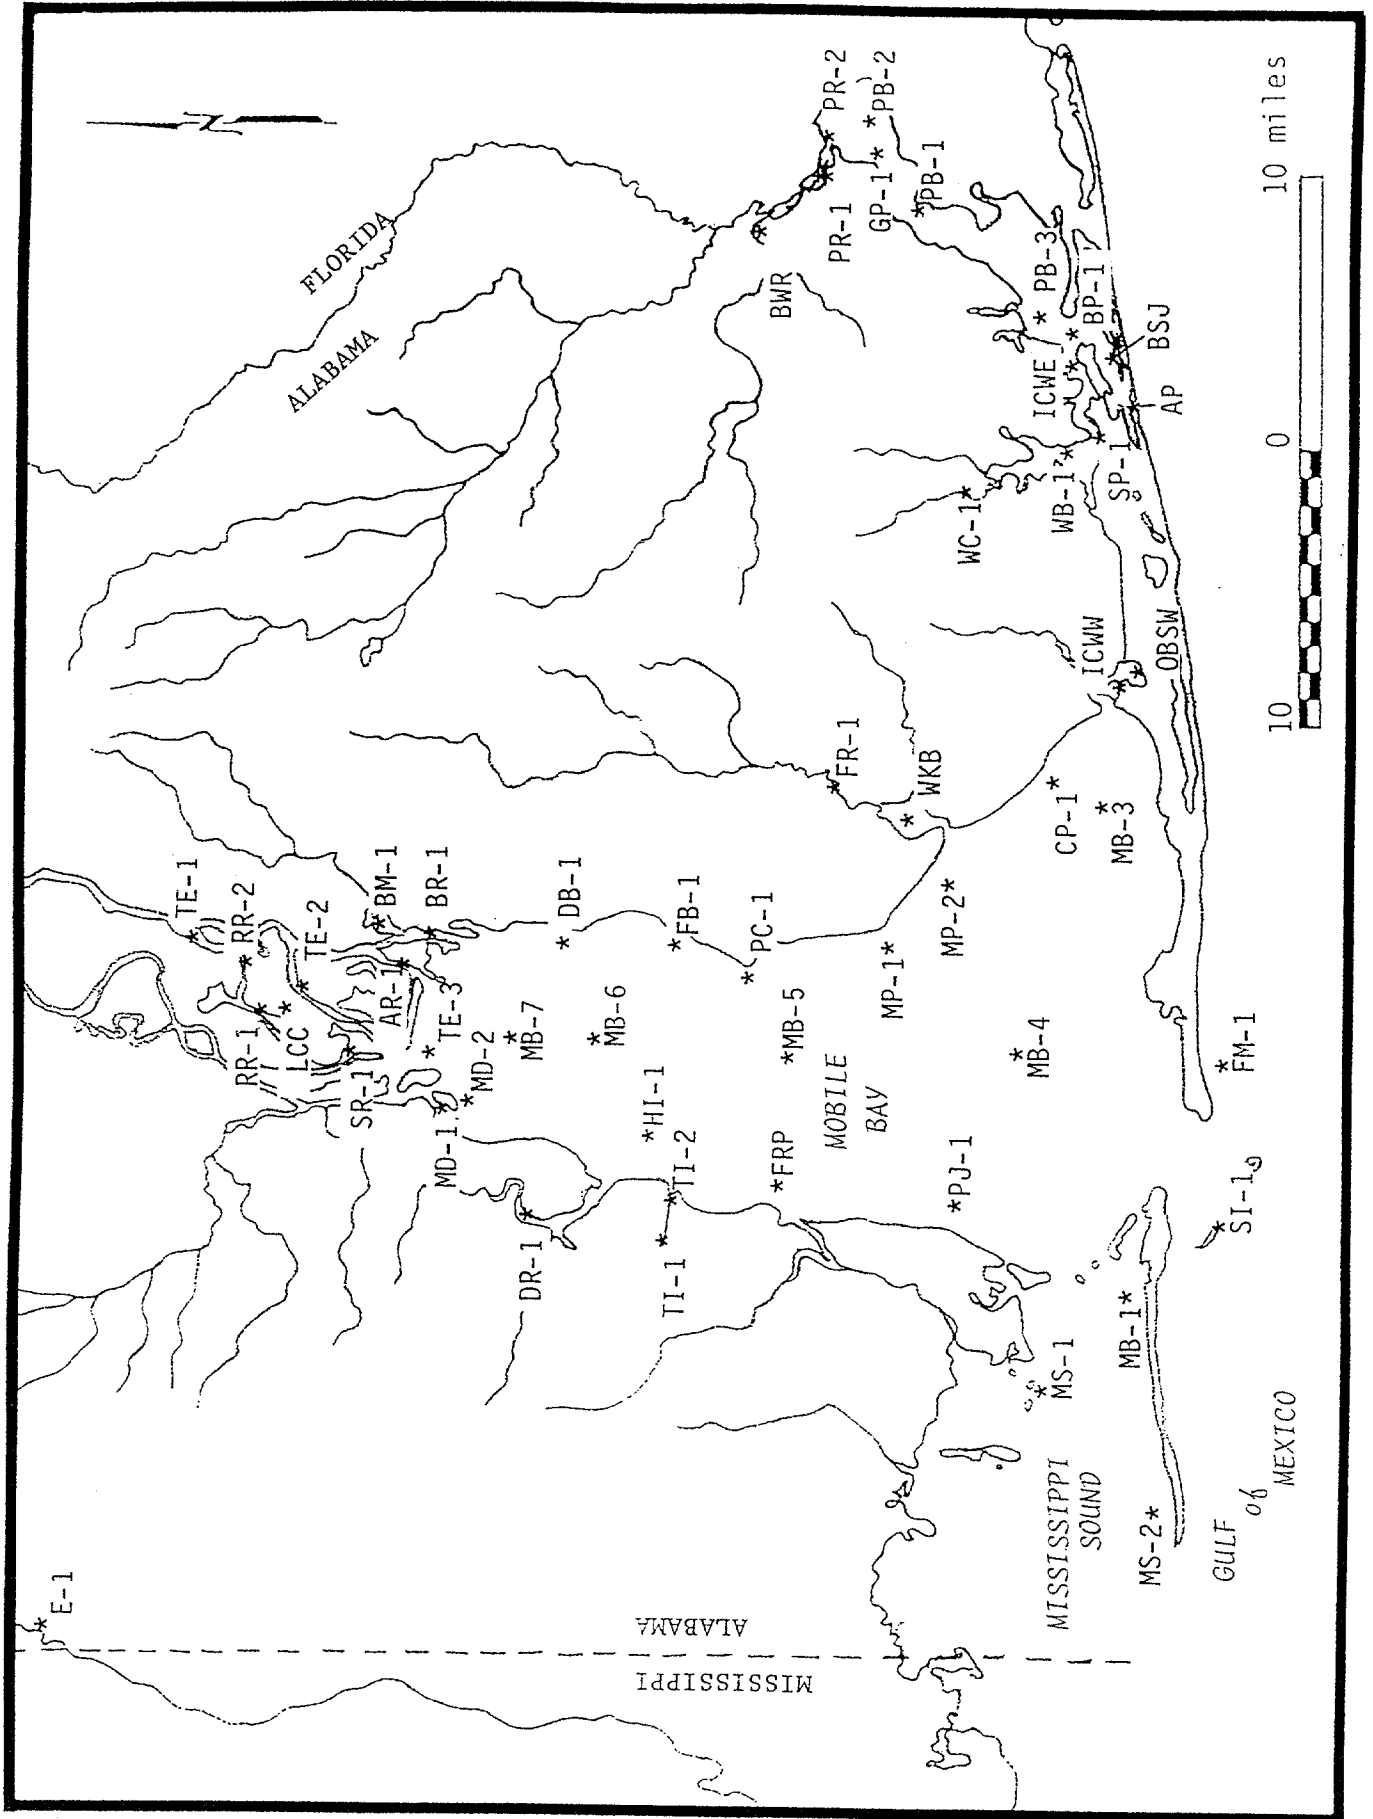 E-1
MISSISSIPPI
ALABAMA
ALABAMA
FLORIDA
N
TE-1
RR-2
TE-2
RR-1
LCC
SR-1
AR-1
BM-1
BR-1
TE-3
MD-1
MD-2
MB-7
DB-1
DR-1
MB-6
HI-1
FB-1
TI-1
TI-2
FRP
MB-5
PC-1
MOBILE
BAY
MP-1*
MP-2*
FR-1
WKB
BWR
PR-1
PR-2
GP-1
PB-2
PB-1
PB-3
BP-1
ICWE
BSJ
AP
WC-1
WB-1
SP-1
ICWW
OBSW
CP-1*
MB-3
MB-4
PJ-1
FM-1
SI-1
MB-1*
MS-1
MS-2*
MISSISSIPPI
SOUND
GULF
of
MEXICO
10
0
10 miles